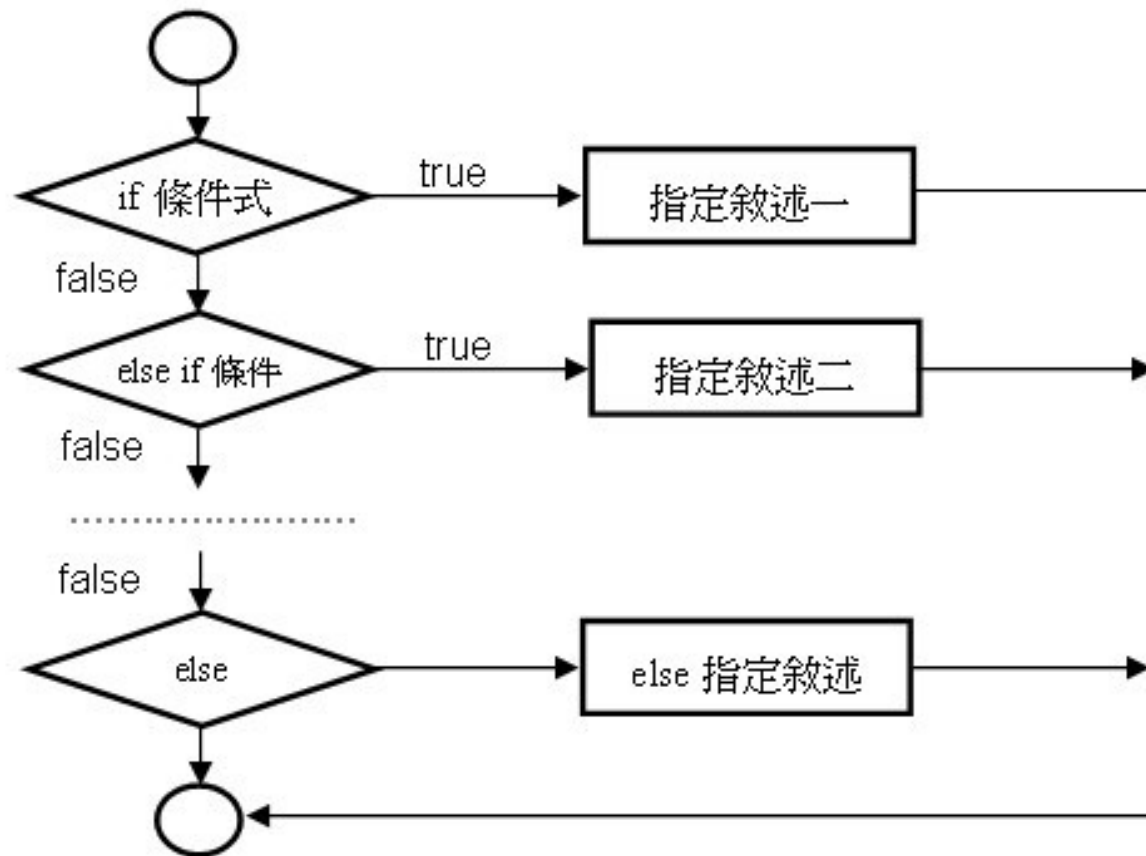 if 條件式
true
指定敘述一
false
else if 條件
true
指定敘述二
false
false
else
else 指定敘述